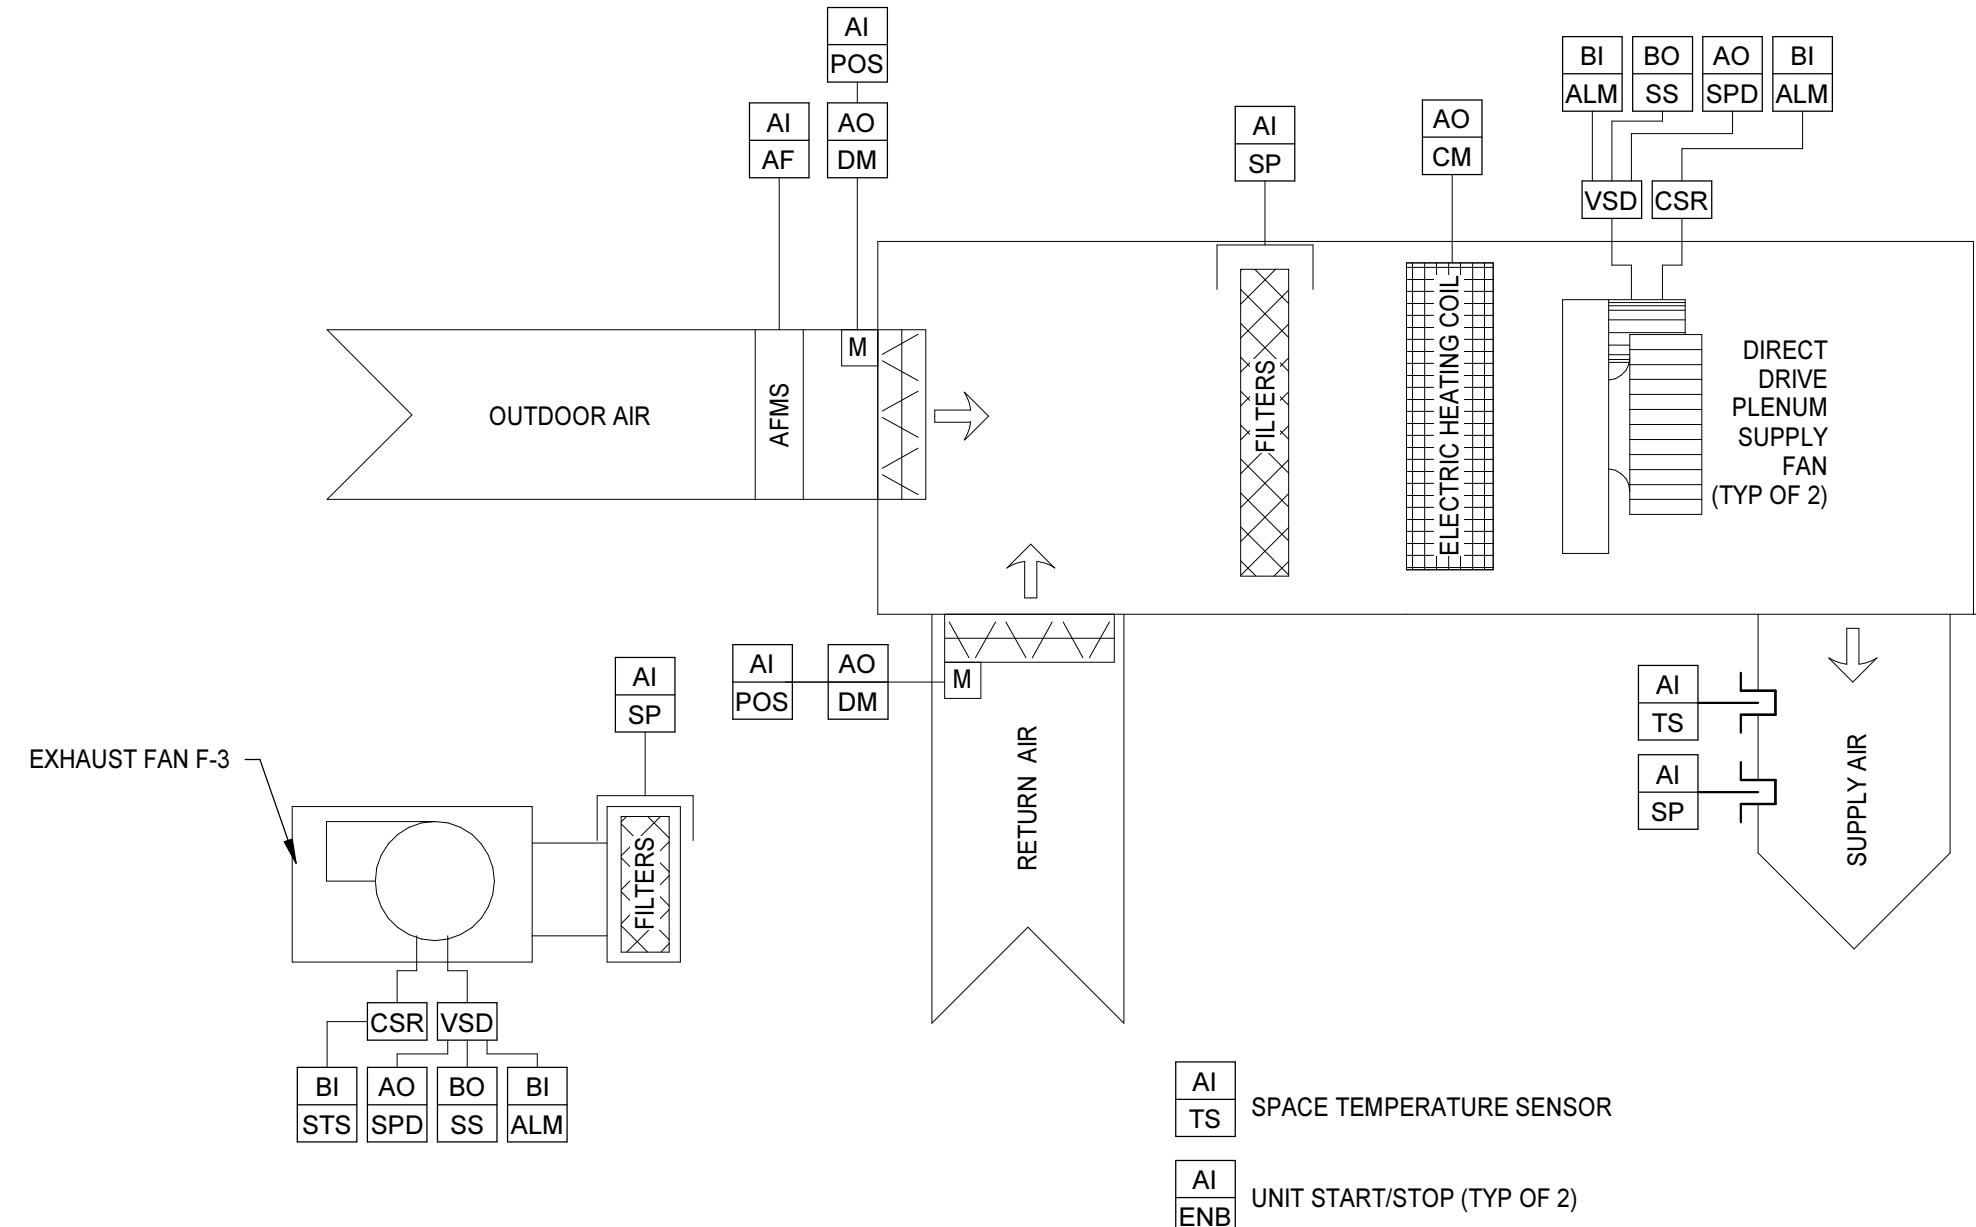 AI
POS
AI
AF
AO
DM
AI
SP
AO
CM
BI
ALM
BO
SS
AO
SPD
BI
ALM
VSD
CSR
OUTDOOR AIR
AFMS
M
FILTERS
ELECTRIC HEATING COIL
DIRECT
DRIVE
PLENUM
SUPPLY
FAN
(TYP OF 2)
AI
POS
AO
DM
M
RETURN AIR
AI
TS
AI
SP
SUPPLY AIR
AI
SP
EXHAUST FAN F-3
FILTERS
CSR
VSD
BI
STS
AO
SPD
BO
SS
BI
ALM
AI
TS
SPACE TEMPERATURE SENSOR
AI
ENB
UNIT START/STOP (TYP OF 2)